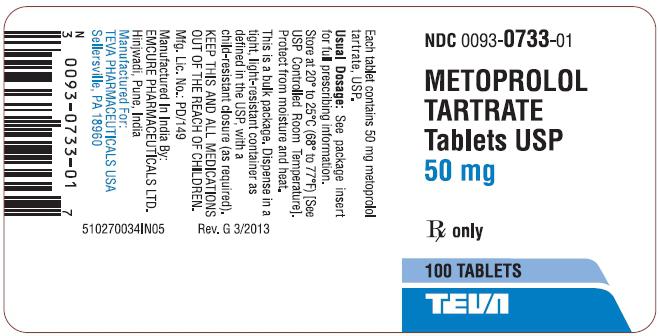 NDC 0093-0733-01
METOPROLOL
TARTRATE
Tablets USP
50 mg
Rx only
100 TABLETS
TEVA
Each tablet contains 50 mg metoprolol
tartrate, USP.
Usual Dosage: See package insert
for full prescribing information.
Store at 20° to 25°C (68° to 77°F) [See
USP Controlled Room Temperature].
Protect from moisture and heat.
This is a bulk package. Dispense in a
tight, light-resistant container as
defined in the USP, with a
child-resistant closure (as required).
KEEP THIS AND ALL MEDICATIONS
OUT OF THE REACH OF CHILDREN.
Mfg. Lic. No.: PD/149
Manufactured In India By:
EMCURE PHARMACEUTICALS LTD.
Hinjwadi, Pune, India
Manufactured For:
TEVA PHARMACEUTICALS USA
Sellersville, PA 18960
N
3 0093-0733-01 7
510270034IN05 Rev. G 3/2013